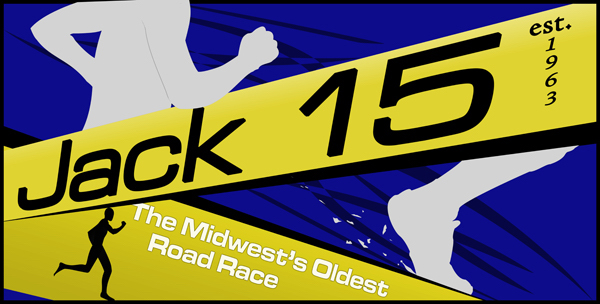 est.
1963
Jack 15
The Midwest's Oldest
Road Race